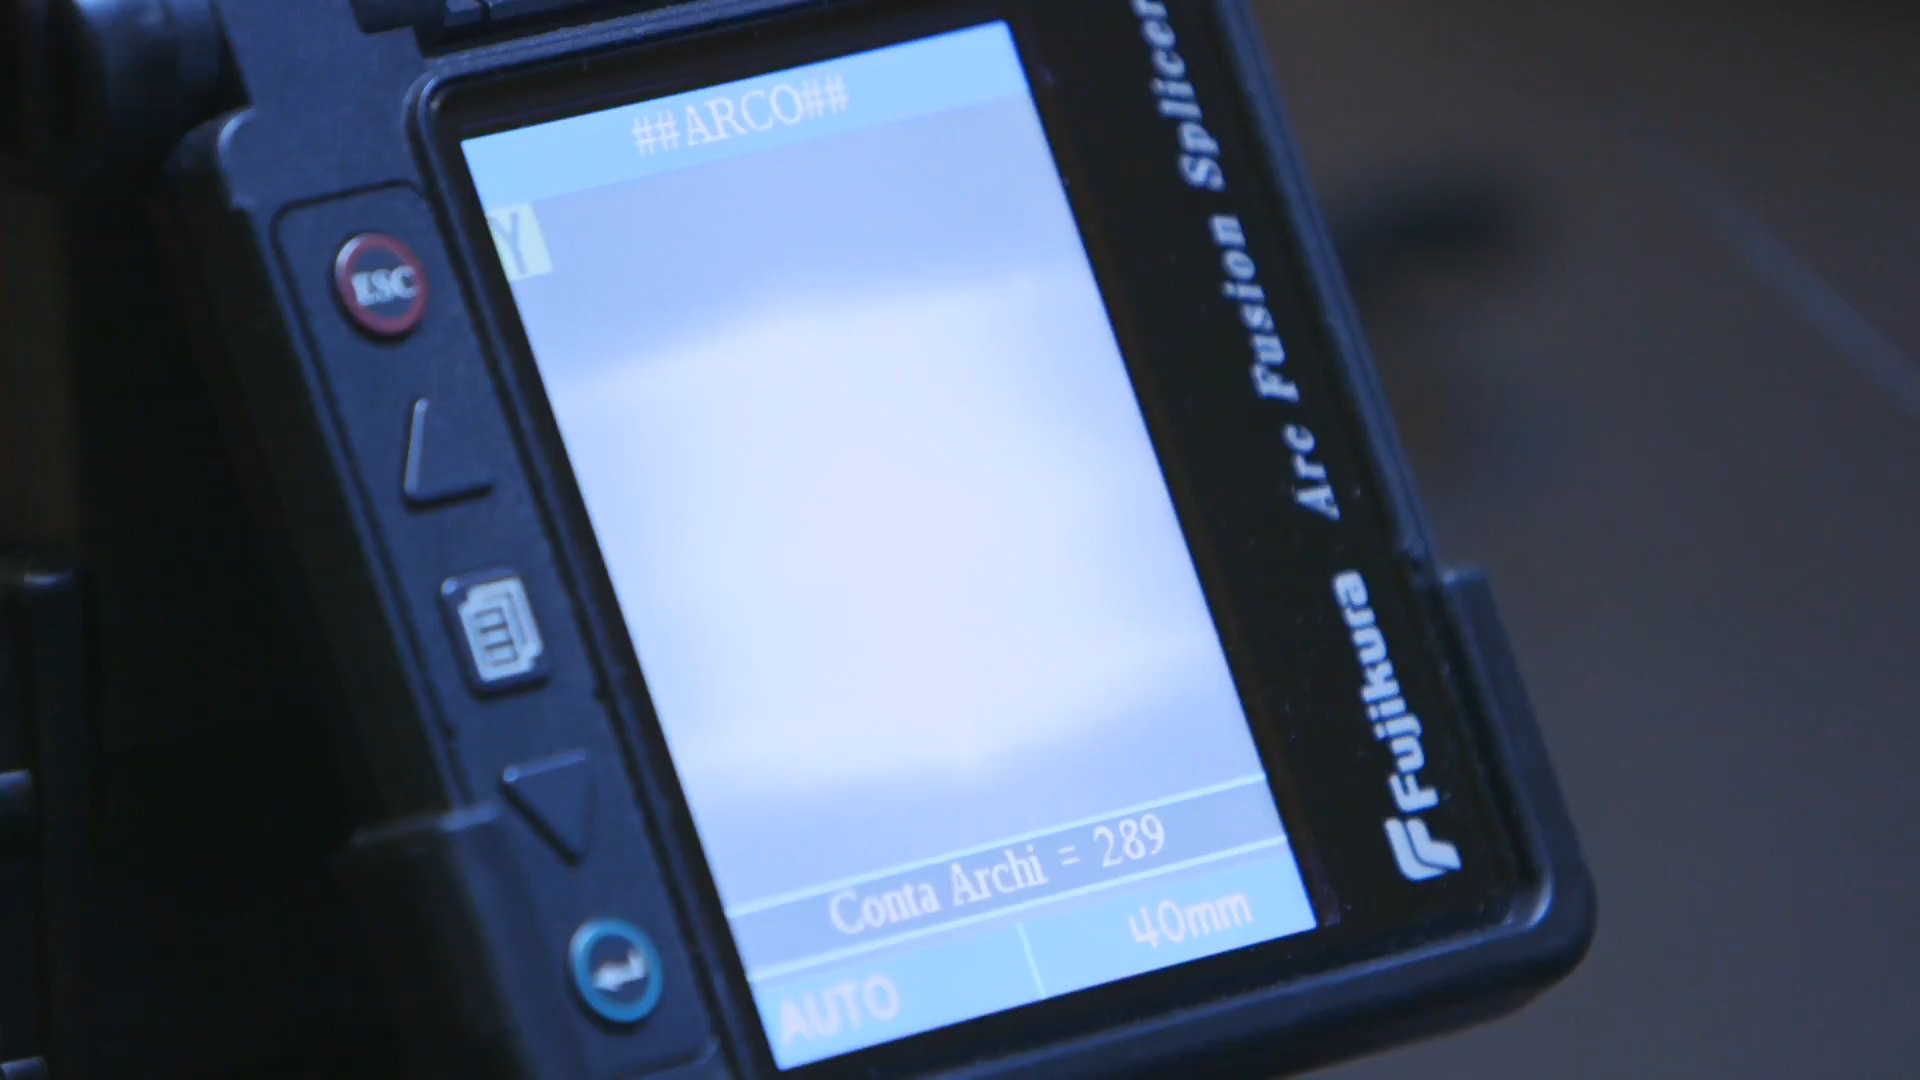 ##ARCO##
Y
Conta Archi = 289
40mm
AUTO
ESC
Fujikura Arc Fusion Splicer